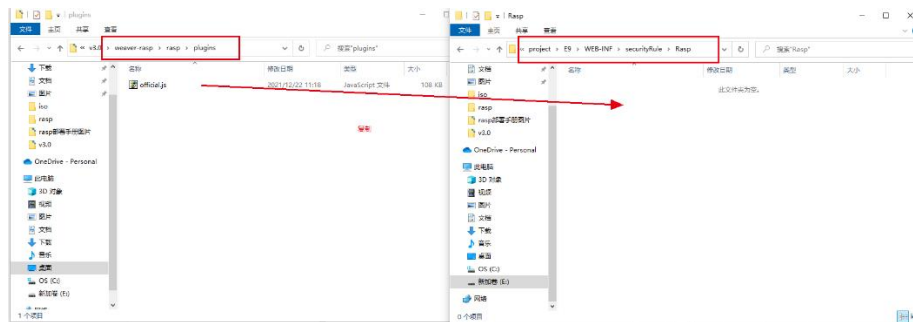 plugins
文件 主页 共享 查看
« v3.0 › weaver-rasp › rasp › plugins
搜索"plugins"
名称 修改日期 类型 大小
official.js 2021/12/22 11:18 JavaScript 文件 108 KB
下载
文档
图片
iso
rasp
rasp部署手册图片
v3.0
OneDrive - Personal
此电脑
3D 对象
视频
图片
文档
下载
音乐
桌面
OS (C:)
新加卷 (E:)
1 个项目
复制
Rasp
文件 主页 共享 查看
« project › E9 › WEB-INF › securityRule › Rasp
搜索"Rasp"
名称 修改日期 类型 大小
此文件夹为空。
文档
图片
iso
rasp
rasp部署手册图片
v3.0
OneDrive - Personal
此电脑
3D 对象
视频
图片
文档
下载
音乐
桌面
OS (C:)
新加卷 (E:)
网络
0 个项目